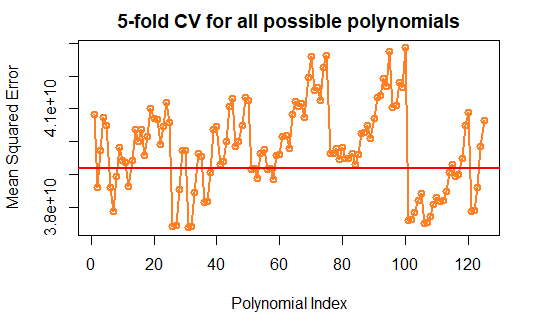 5-fold CV for all possible polynomials
Mean Squared Error
4.1e+10
3.8e+10
0 20 40 60 80 100 120
Polynomial Index